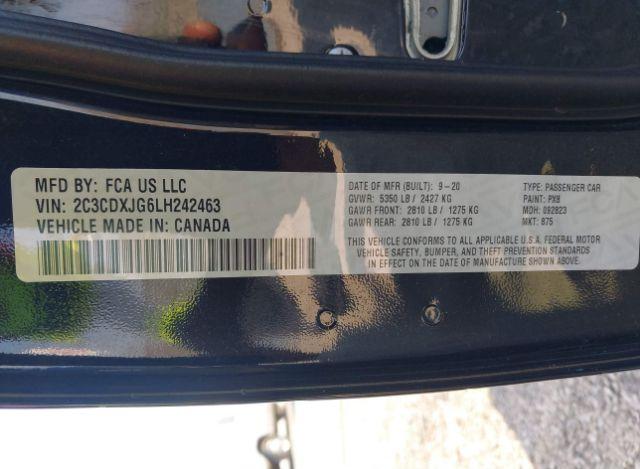 MFD BY: FCA US LLC
VIN: 2C3CDXJG6LH242463
VEHICLE MADE IN: CANADA
DATE OF MFR (BUILT): 9-20
GVWR: 5350 LB / 2427 KG
GAWR FRONT: 2810 LB / 1275 KG
GAWR REAR: 2810 LB / 1275 KG
TYPE: PASSENGER CAR
PAINT: PX8
MDH: 092823
MKT: 875
THIS VEHICLE CONFORMS TO ALL APPLICABLE U.S.A. FEDERAL MOTOR
VEHICLE SAFETY, BUMPER, AND THEFT PREVENTION STANDARDS
IN EFFECT ON THE DATE OF MANUFACTURE SHOWN ABOVE.